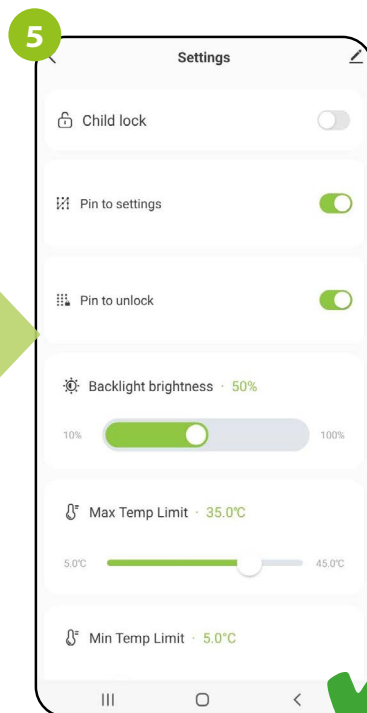 5
Settings
Child lock
Pin to settings
Pin to unlock
Backlight brightness · 50%
10% 100%
Max Temp Limit · 35.0℃
5.0℃ 45.0℃
Min Temp Limit · 5.0°C